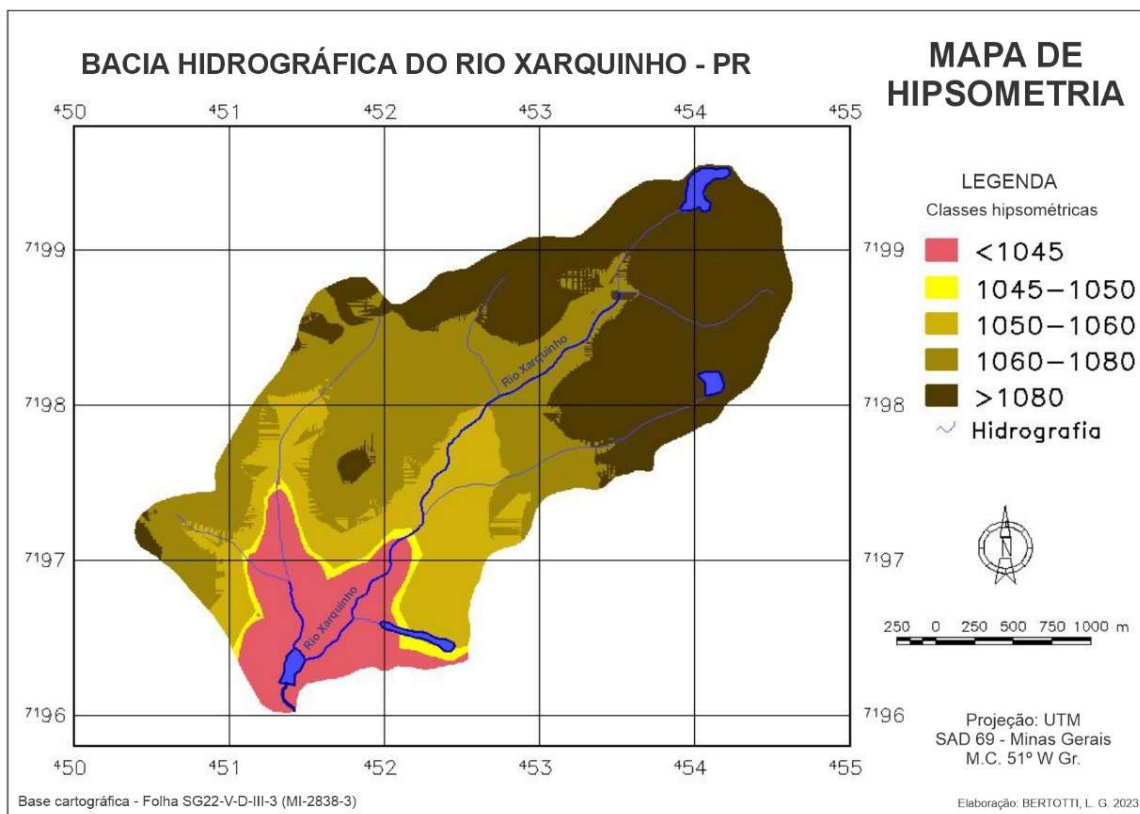 BACIA HIDROGRÁFICA DO RIO XARQUINHO - PR
MAPA DE
HIPSOMETRIA
450 451 452 453 454 455
7199 7199
7198 7198
7197 7197
7196 7196
450 451 452 453 454 455
Rio Xarquinho
Rio Xarquinho
LEGENDA
Classes hipsométricas
<1045
1045–1050
1050–1060
1060–1080
>1080
Hidrografia
N
250 0 250 500 750 1000 m
Projeção: UTM
SAD 69 - Minas Gerais
M.C. 51º W Gr.
Base cartográfica - Folha SG22-V-D-III-3 (MI-2838-3)
Elaboração: BERTOTTI, L. G. 2023